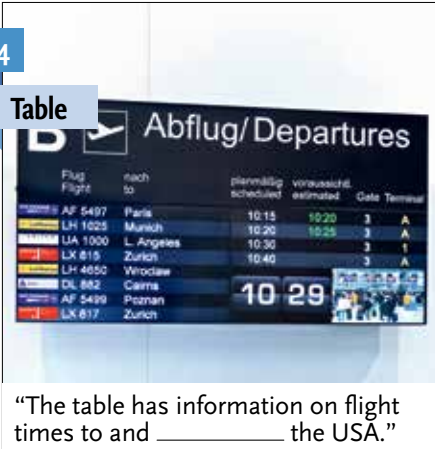 4
Table
B Abflug/Departures
Flug nach planmäßig voraussichtl.
Flight to scheduled estimated Gate Terminal
AF 5497 Paris 10:15 10:20 3 A
LH 1025 Munich 10:20 10:25 3 A
UA 1000 L. Angeles 10:30 3 1
LX 815 Zurich 10:40 3 A
LH 4650 Wroclaw
DL 882 Cairns
AF 5499 Poznan
LX 817 Zurich
10 29
“The table has information on flight
times to and ____________ the USA.”